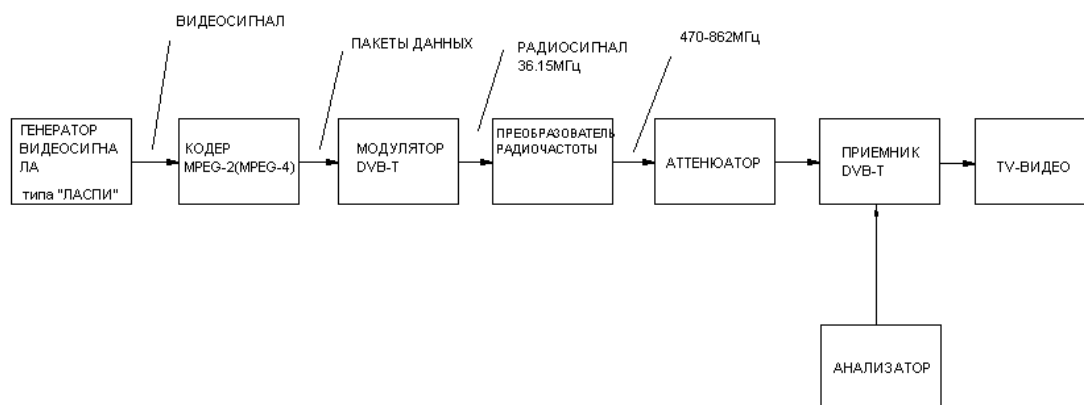 ВИДЕОСИГНАЛ
ПАКЕТЫ ДАННЫХ
РАДИОСИГНАЛ
36.15МГц
470-862МГц
ГЕНЕРАТОР
ВИДЕОСИГНА
ЛА
типа "ЛАСПИ"
КОДЕР
MPEG-2(MPEG-4)
МОДУЛЯТОР
DVB-T
ПРЕОБРАЗОВАТЕЛЬ
РАДИОЧАСТОТЫ
АТТЕНЮАТОР
ПРИЕМНИК
DVB-T
TV-ВИДЕО
АНАЛИЗАТОР